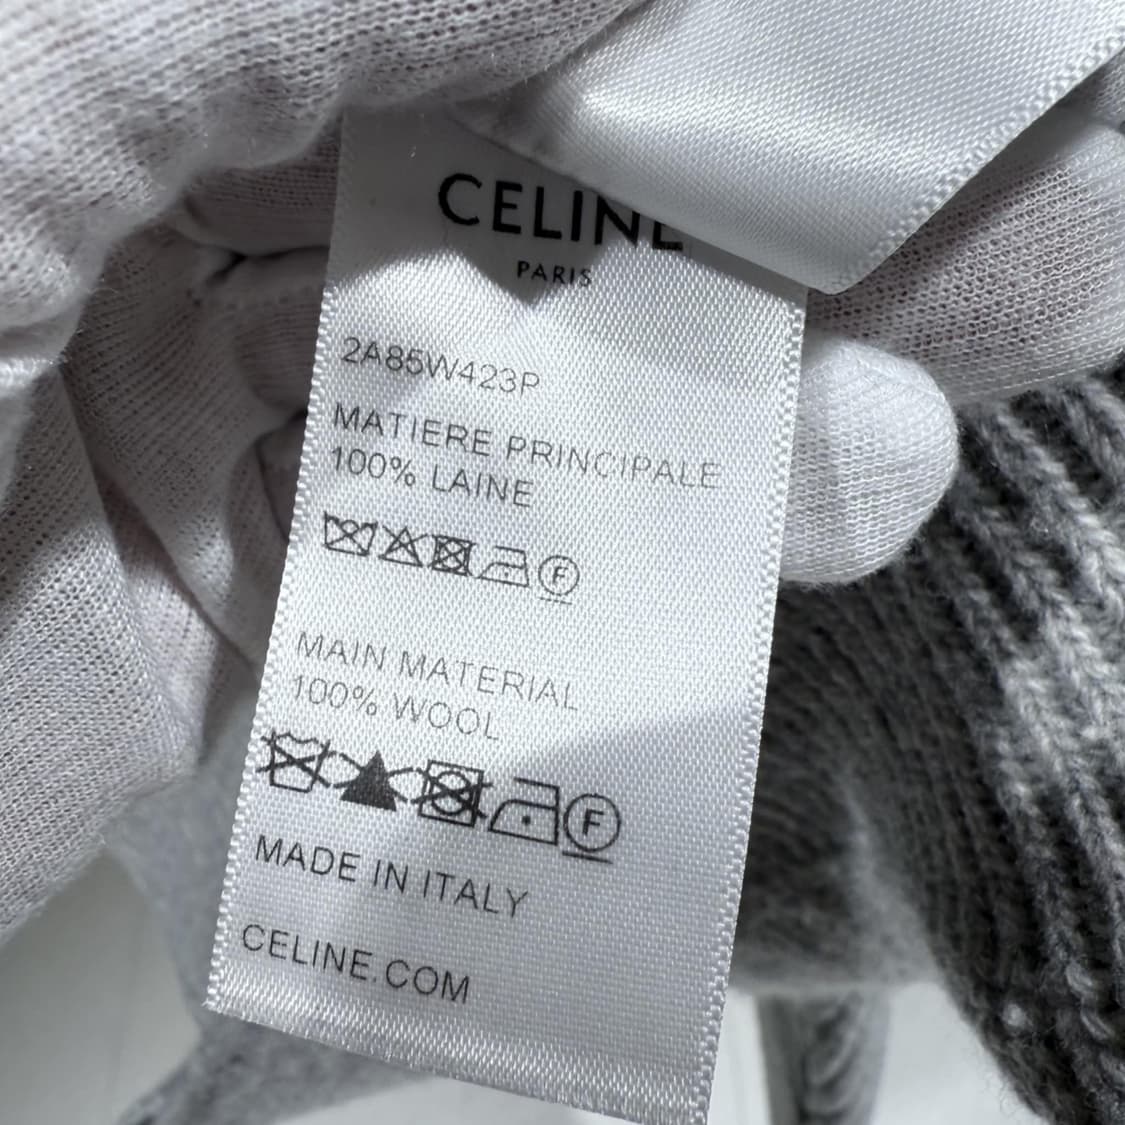 CELINE
PARIS
2A85W423P
MATIERE PRINCIPALE
100% LAINE
F
MAIN MATERIAL
100% WOOL
F
MADE IN ITALY
CELINE.COM